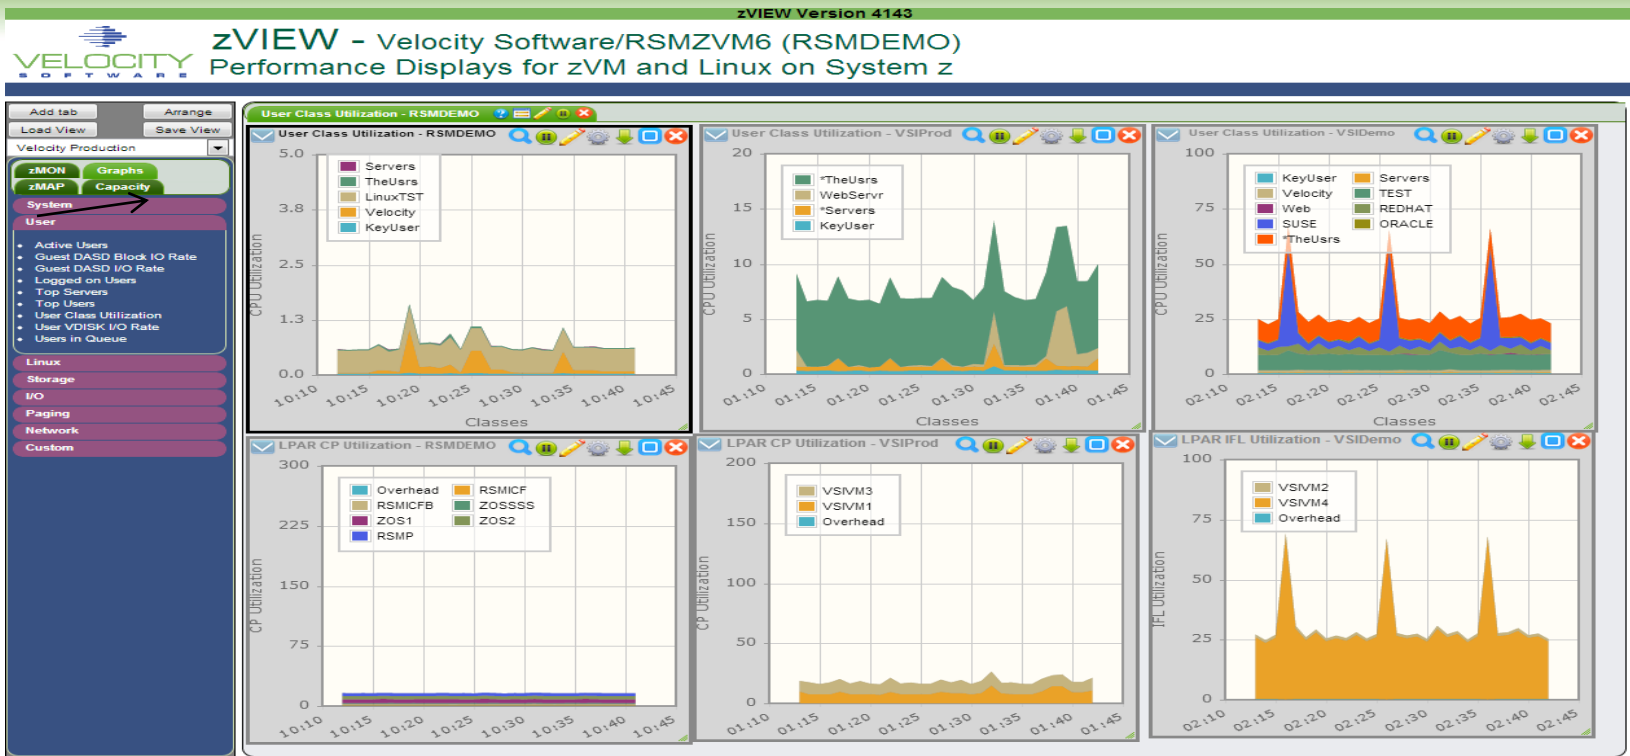 zVIEW Version 4143
VELOCITY
SOFTWARE
zVIEW - Velocity Software/RSMZVM6 (RSMDEMO)
Performance Displays for zVM and Linux on System z
Add tab
Arrange
Load View
Save View
Velocity Production
zMON
Graphs
zMAP
Capacity
System
User
Active Users
Guest DASD Block IO Rate
Guest DASD I/O Rate
Logged on Users
Top Servers
Top Users
User Class Utilization
User VDISK I/O Rate
Users in Queue
Linux
Storage
I/O
Paging
Network
Custom
User Class Utilization - RSMDEMO
User Class Utilization - RSMDEMO
5.0
3.8
2.5
1.3
0.0
CPU Utilization
Servers
TheUsrs
LinuxTST
Velocity
KeyUser
10:10 10:15 10:20 10:25 10:30 10:35 10:40 10:45
Classes
User Class Utilization - VSIProd
20
15
10
5
0
CPU Utilization
*TheUsrs
WebServr
*Servers
KeyUser
01:10 01:15 01:20 01:25 01:30 01:35 01:40 01:45
Classes
User Class Utilization - VSIDemo
100
75
50
25
0
CPU Utilization
KeyUser Servers
Velocity TEST
Web REDHAT
SUSE ORACLE
*TheUsrs
02:10 02:15 02:20 02:25 02:30 02:35 02:40 02:45
Classes
LPAR CP Utilization - RSMDEMO
300
225
150
75
0
CP Utilization
Overhead RSMICF
RSMICFB ZOSSSS
ZOS1 ZOS2
RSMP
10:10 10:15 10:20 10:25 10:30 10:35 10:40 10:45
LPAR CP Utilization - VSIProd
200
150
100
50
0
CP Utilization
VSIVM3
VSIVM1
Overhead
01:10 01:15 01:20 01:25 01:30 01:35 01:40 01:45
LPAR IFL Utilization - VSIDemo
100
75
50
25
0
IFL Utilization
VSIVM2
VSIVM4
Overhead
02:10 02:15 02:20 02:25 02:30 02:35 02:40 02:45